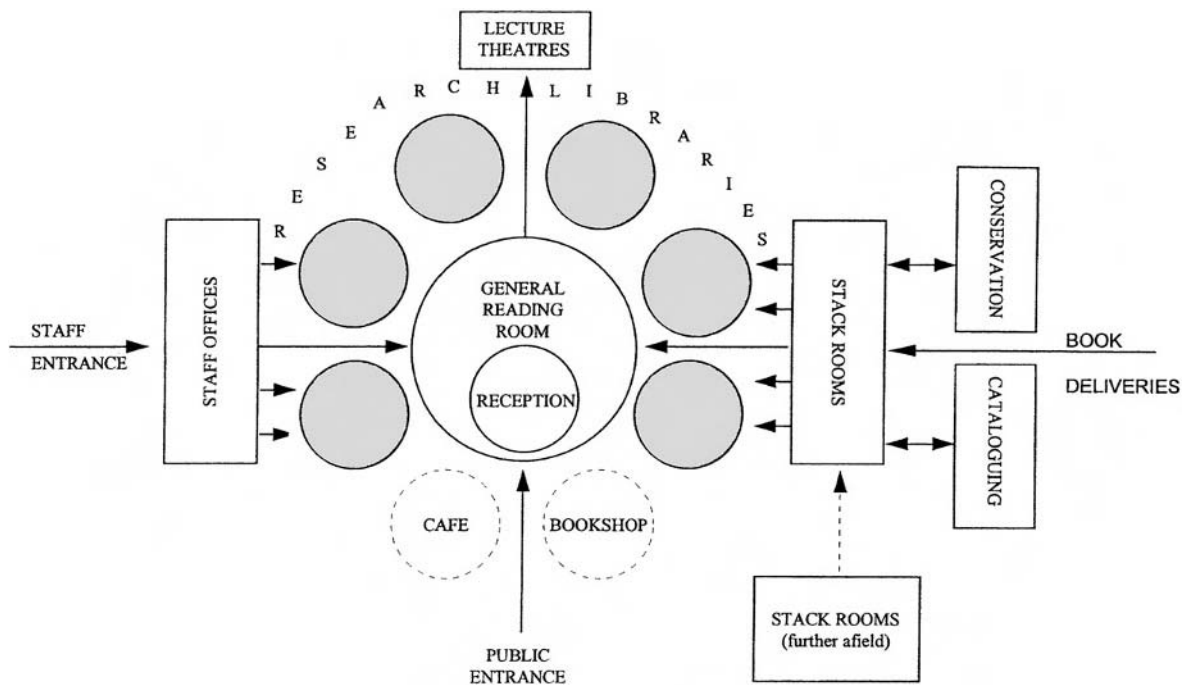 LECTURE
THEATRES
RESEARCH LIBRARIES
CONSERVATION
STAFF OFFICES
GENERAL
READING
ROOM
STACK ROOMS
STAFF
ENTRANCE
BOOK
DELIVERIES
RECEPTION
CATALOGUING
CAFE
BOOKSHOP
STACK ROOMS
(further afield)
PUBLIC
ENTRANCE